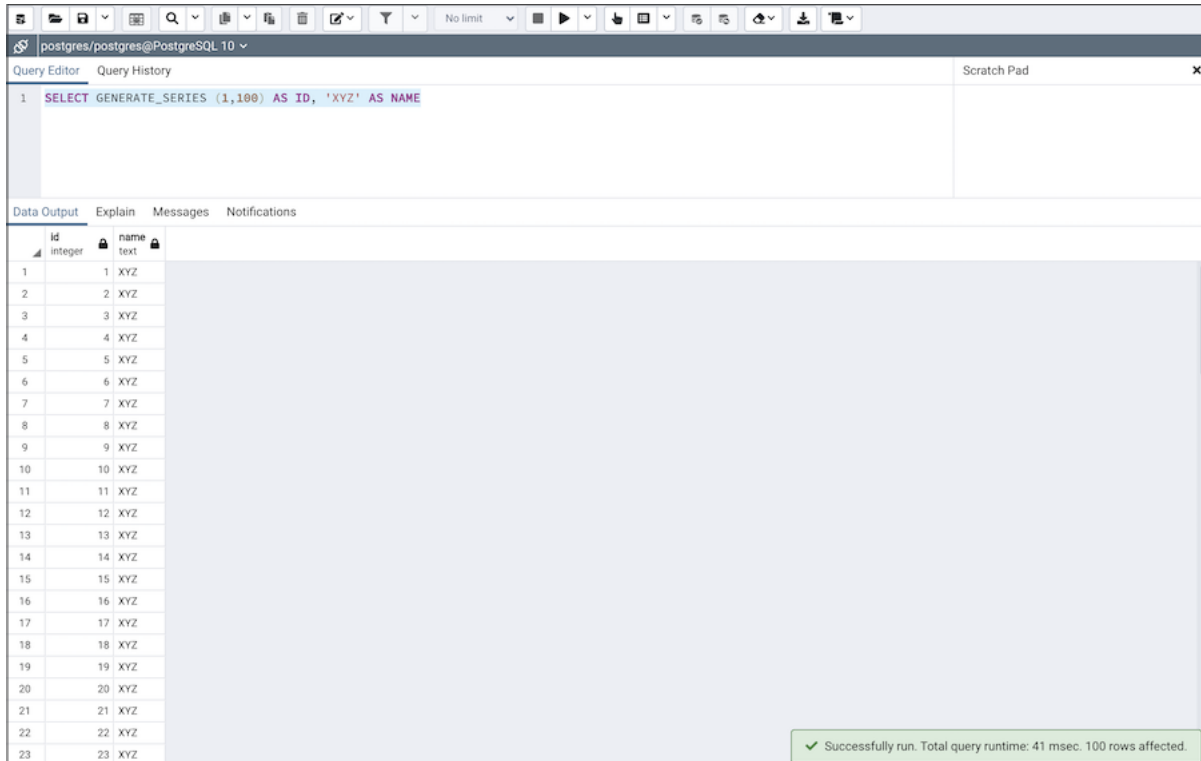 No limit
postgres/postgres@PostgreSQL 10
Query Editor Query History Scratch Pad
1 SELECT GENERATE_SERIES (1,100) AS ID, 'XYZ' AS NAME
Data Output Explain Messages Notifications
id name
integer text
1 1 XYZ
2 2 XYZ
3 3 XYZ
4 4 XYZ
5 5 XYZ
6 6 XYZ
7 7 XYZ
8 8 XYZ
9 9 XYZ
10 10 XYZ
11 11 XYZ
12 12 XYZ
13 13 XYZ
14 14 XYZ
15 15 XYZ
16 16 XYZ
17 17 XYZ
18 18 XYZ
19 19 XYZ
20 20 XYZ
21 21 XYZ
22 22 XYZ
23 23 XYZ
Successfully run. Total query runtime: 41 msec. 100 rows affected.